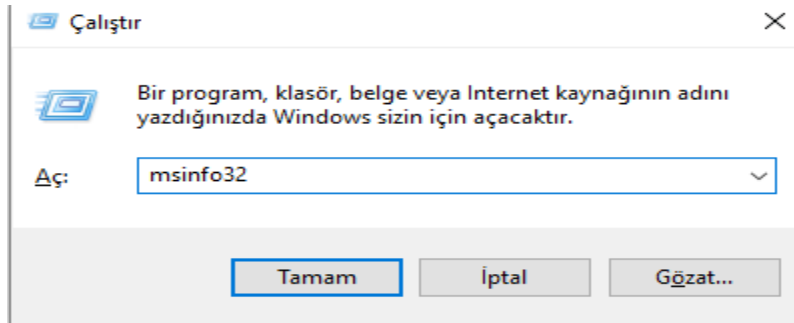 Çalıştır
Bir program, klasör, belge veya Internet kaynağının adını
yazdığınızda Windows sizin için açacaktır.
Aç:
msinfo32
Tamam
İptal
Gözat...